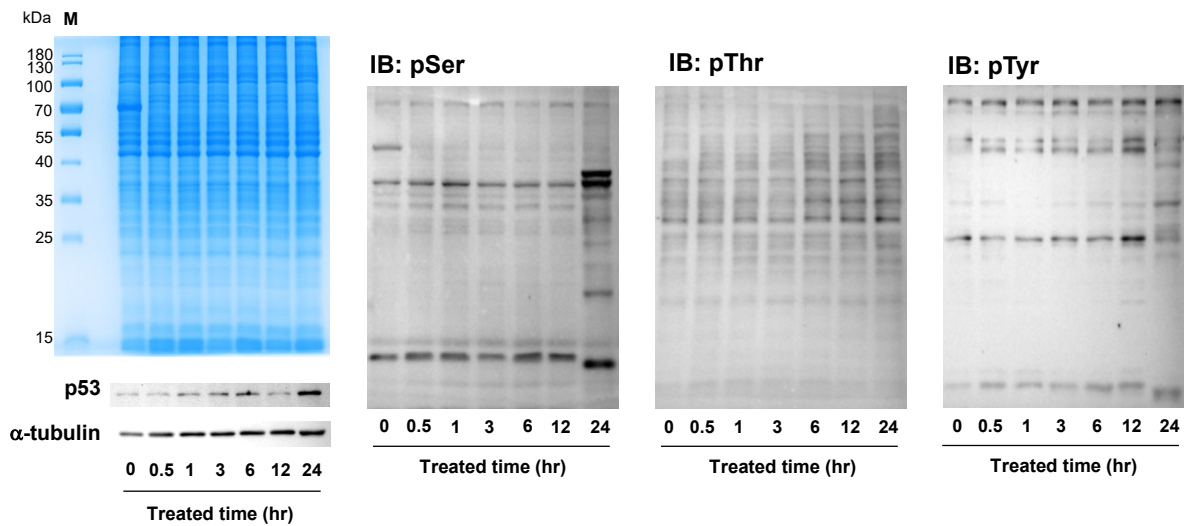 kDa M
180
130
100
70
55
40
35
25
15
p53
α-tubulin
0 0.5 1 3 6 12 24
Treated time (hr)
IB: pSer
0 0.5 1 3 6 12 24
Treated time (hr)
IB: pThr
0 0.5 1 3 6 12 24
Treated time (hr)
IB: pTyr
0 0.5 1 3 6 12 24
Treated time (hr)